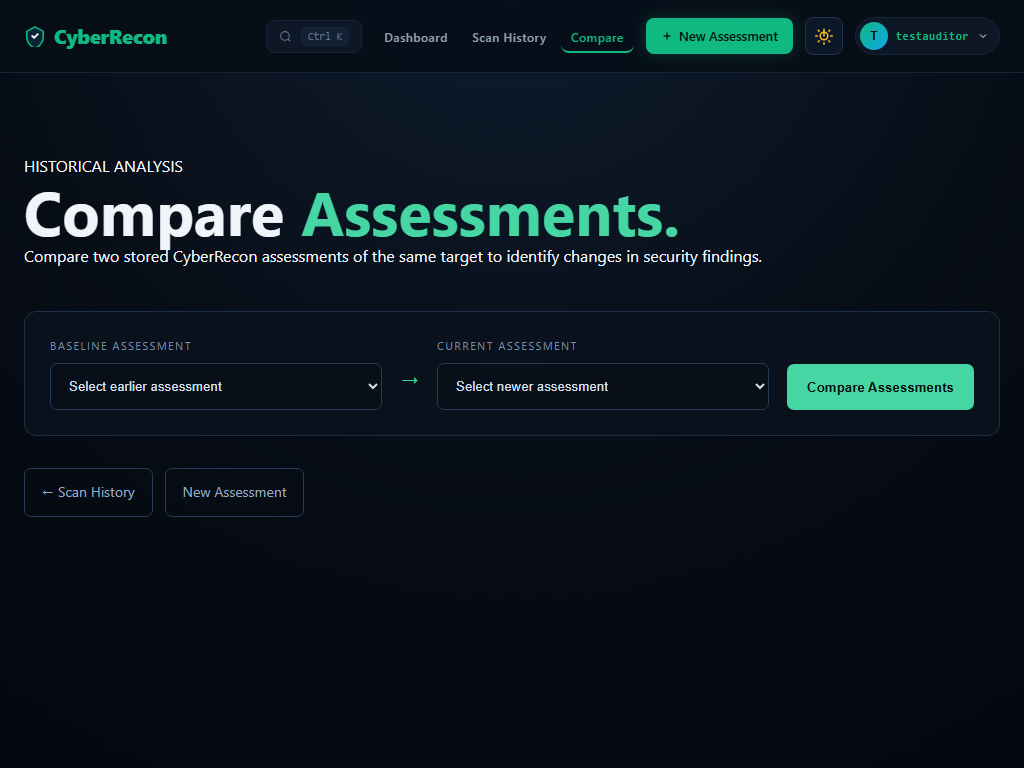 CyberRecon
Ctrl K
Dashboard
Scan History
Compare
+ New Assessment
T
testauditor
HISTORICAL ANALYSIS
Compare Assessments.
Compare two stored CyberRecon assessments of the same target to identify changes in security findings.
BASELINE ASSESSMENT
Select earlier assessment
→
CURRENT ASSESSMENT
Select newer assessment
Compare Assessments
← Scan History
New Assessment